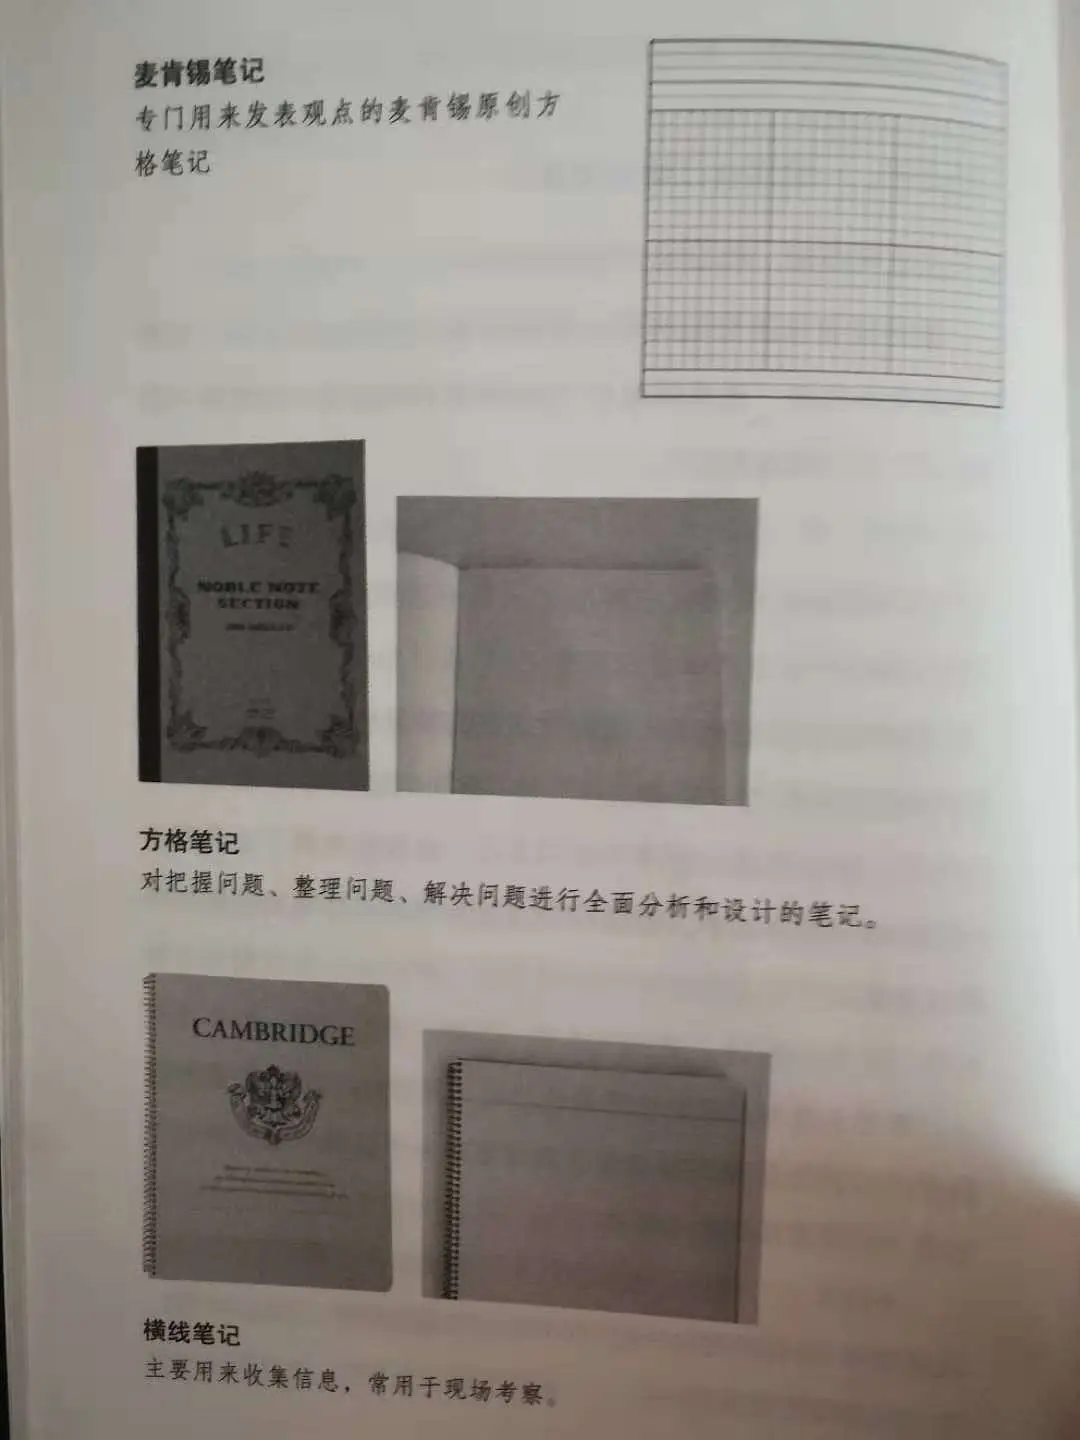 麦肯锡笔记
专门用来发表观点的麦肯锡原创方
格笔记
LIFE
NOBLE NOTE
SECTION
方格笔记
对把握问题、整理问题、解决问题进行全面分析和设计的笔记。
CAMBRIDGE
横线笔记
主要用来收集信息，常用于现场考察。